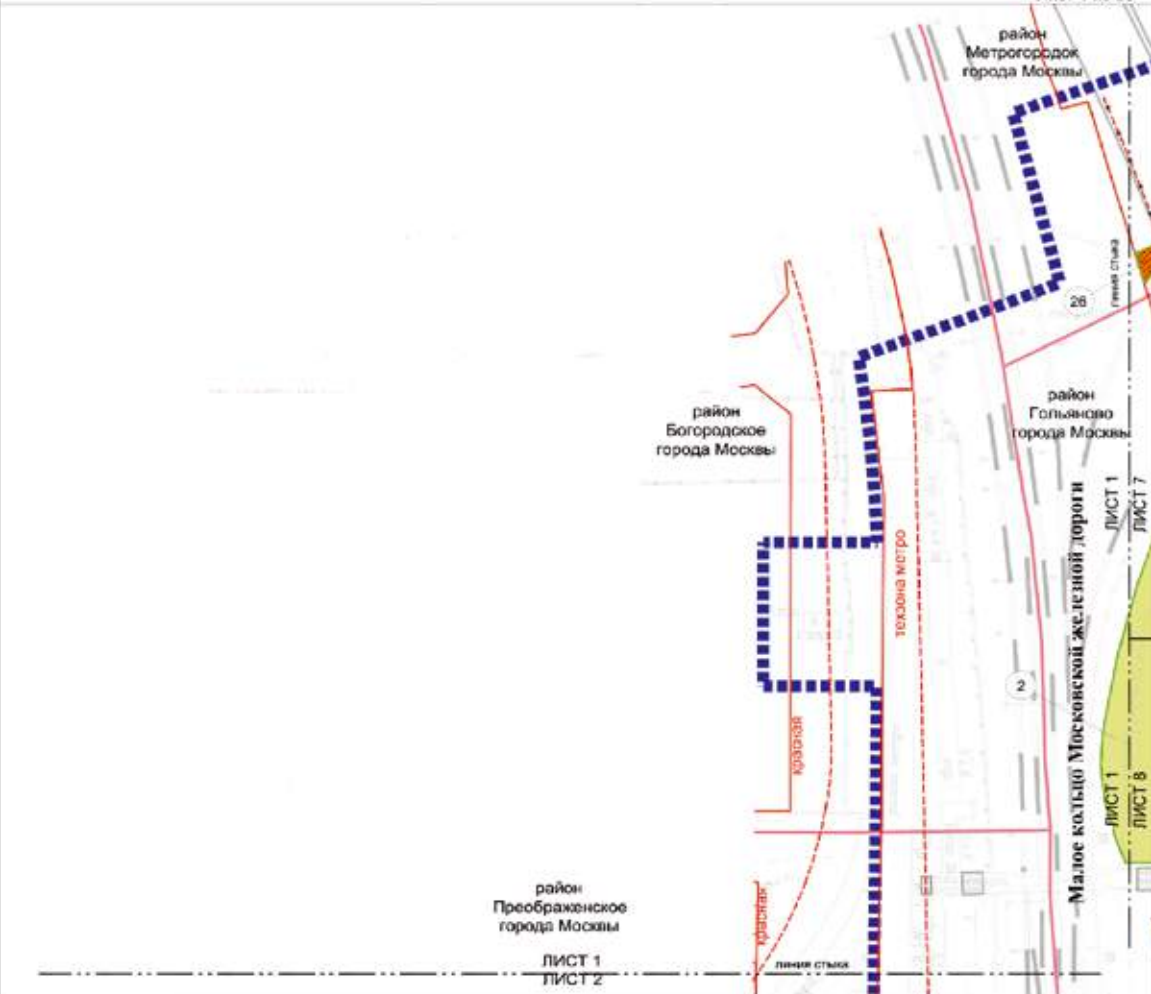 район
Метрогородок
города Москвы
линия стыка
26
район
Гольяново
города Москвы
район
Богородское
города Москвы
ЛИСТ 1
ЛИСТ 7
техзона метро
Малое кольцо Московской железной дороги
2
красная
ЛИСТ 1
ЛИСТ 8
район
Преображенское
города Москвы
красная
ЛИСТ 1
линия стыка
ЛИСТ 2